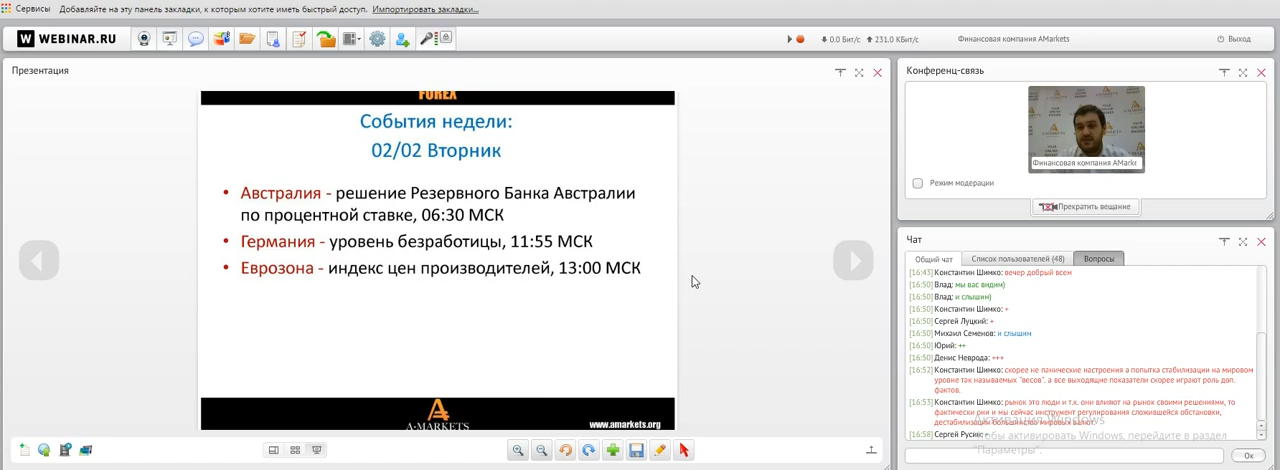 Сервисы Добавляйте на эту панель закладки, к которым хотите иметь быстрый доступ. Импортировать закладки...
W WEBINAR.RU 0.0 Бит/с 231.0 КБит/с Финансовая компания AMarkets Выход
Презентация
FOREX
События недели:
02/02 Вторник
• Австралия - решение Резервного Банка Австралии
по процентной ставке, 06:30 МСК
• Германия - уровень безработицы, 11:55 МСК
• Еврозона - индекс цен производителей, 13:00 МСК
A-MARKETS
www.amarkets.org
Конференц-связь
Финансовая компания AMarke
Режим модерации
Прекратить вещание
Чат
Общий чат Список пользователей (48) Вопросы
[16:43] Константин Шимко: вечер добрый всем
[16:50] Влад: мы вас видим)
[16:50] Влад: и слышим)
[16:50] Константин Шимко: +
[16:50] Сергей Луцкий: +
[16:50] Михаил Семенов: и слышим
[16:50] Юрий: ++
[16:50] Денис Неврода: +++
[16:52] Константин Шимко: скорее не панические настроения а попытка стабилизации на мировом
уровне так называемых "весов". а все выходящие показатели скорее играют роль доп.
фактов.
[16:53] Константин Шимко: рынок это люди и т.к. они влияют на рынок своими решениями, то
фактически они и мы сейчас инструмент регулирования сложившейся обстановки,
дестабилизации большинства мировых валют.
[16:58] Сергей Русин: +
Активация Windows
Чтобы активировать Windows, перейдите в раздел
"Параметры".
Ок